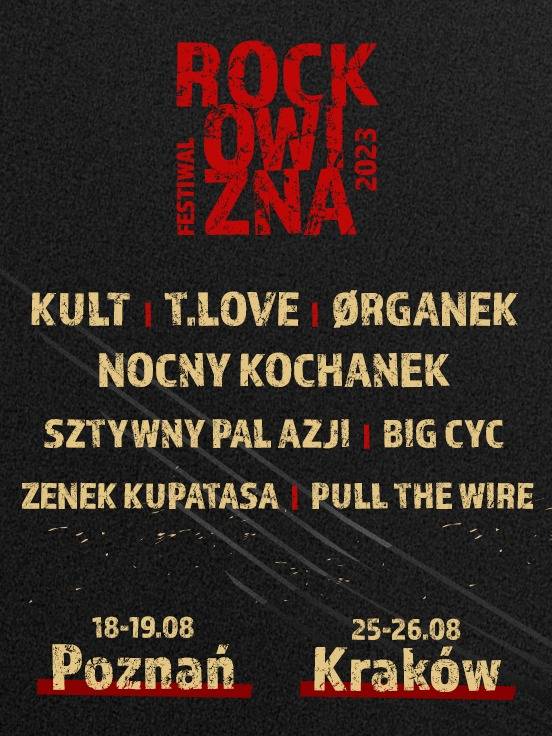 ROCK
OWI
ZNA
FESTIWAL
2023
KULT | T.LOVE | ØRGANEK
NOCNY KOCHANEK
SZTYWNY PAL AZJI | BIG CYC
ZENEK KUPATASA | PULL THE WIRE
18-19.08
Poznań
25-26.08
Kraków